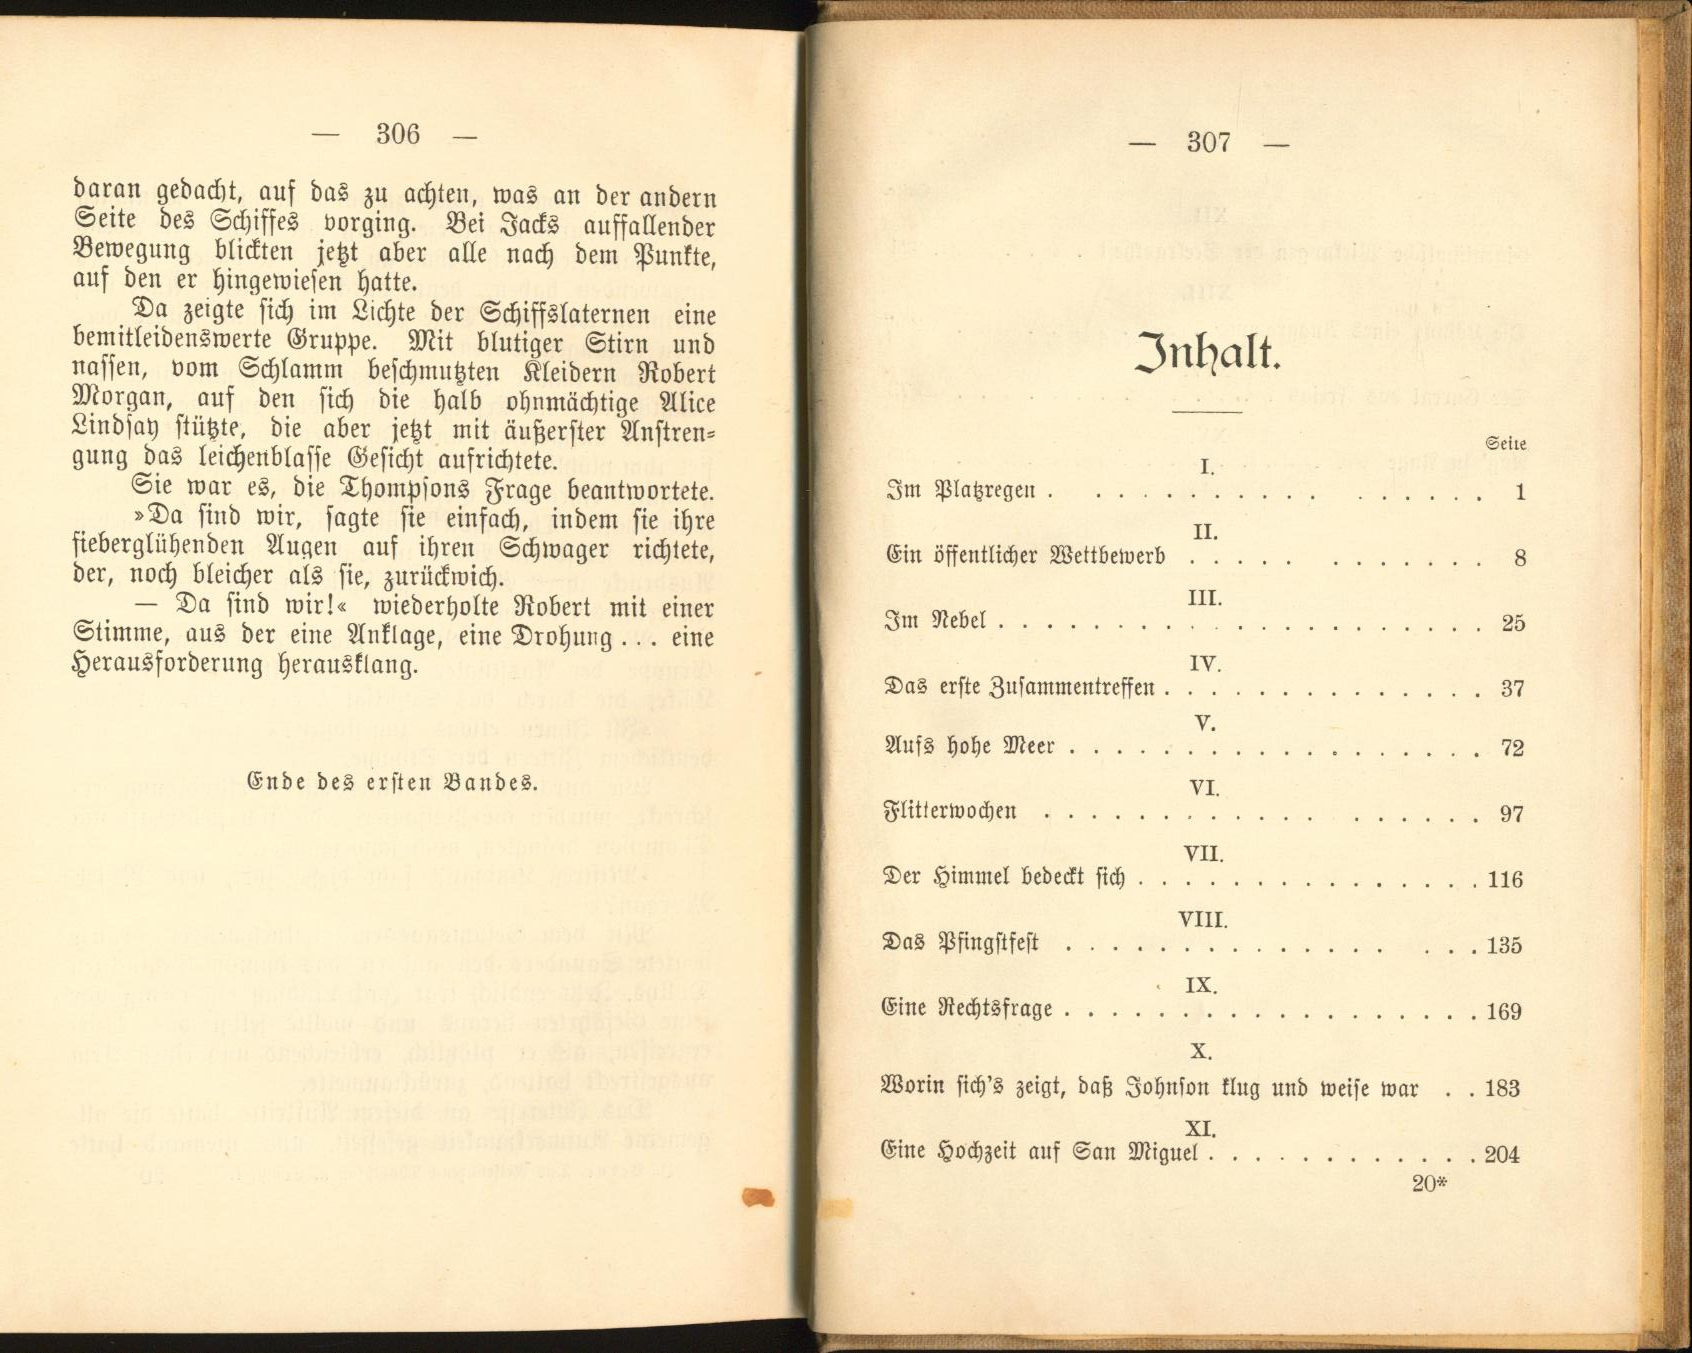 — 306 —
daran gedacht, auf das zu achten, was an der andern
Seite des Schiffes vorging. Bei Jacks auffallender
Bewegung blickten jetzt aber alle nach dem Punkte,
auf den er hingewiesen hatte.
Da zeigte sich im Lichte der Schiffslaternen eine
bemitleidenswerte Gruppe. Mit blutiger Stirn und
nassen, vom Schlamm beschmutzten Kleidern Robert
Morgan, auf den sich die halb ohnmächtige Alice
Lindsay stützte, die aber jetzt mit äußerster Anstren-
gung das leichenblasse Gesicht aufrichtete.
Sie war es, die Thompsons Frage beantwortete.
»Da sind wir, sagte sie einfach, indem sie ihre
fieberglühenden Augen auf ihren Schwager richtete,
der, noch bleicher als sie, zurückwich.
— Da sind wir!« wiederholte Robert mit einer
Stimme, aus der eine Anklage, eine Drohung... eine
Herausforderung herausklang.
Ende des ersten Bandes.
— 307 —
Inhalt.
Seite
I.
Im Platzregen . . . . . . . . . . . . . . . . . 1
II.
Ein öffentlicher Wettbewerb . . . . . . . . . . . . 8
III.
Im Nebel . . . . . . . . . . . . . . . . . . . . . 25
IV.
Das erste Zusammentreffen . . . . . . . . . . . . . . 37
V.
Aufs hohe Meer . . . . . . . . . . . . . . . . . . 72
VI.
Flitterwochen . . . . . . . . . . . . . . . . . . 97
VII.
Der Himmel bedeckt sich . . . . . . . . . . . . . . . 116
VIII.
Das Pfingstfest . . . . . . . . . . . . . . . . . 135
IX.
Eine Rechtsfrage . . . . . . . . . . . . . . . . . . 169
X.
Worin sich's zeigt, daß Johnson klug und weise war . . 183
XI.
Eine Hochzeit auf San Miguel . . . . . . . . . . . . 204
20*